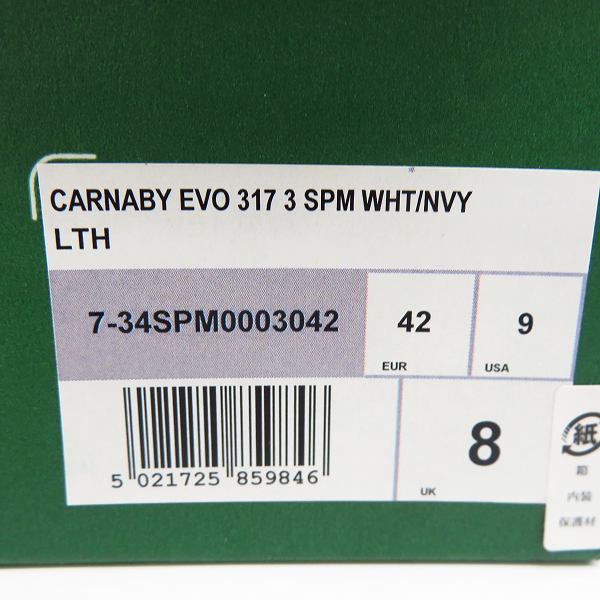 CARNABY EVO 317 3 SPM WHT/NVY
LTH
7-34SPM0003042
42
EUR
9
USA
5 021725 859846
8
UK
紙
箱
内装
保護材